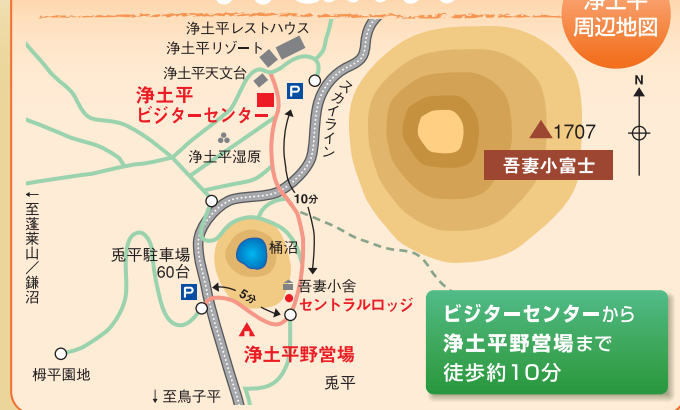 浄土平
周辺地図
浄土平レストハウス
浄土平リゾート
浄土平天文台
浄土平
ビジターセンター
P
スカイライン
N
1707
吾妻小富士
浄土平湿原
10分
←至蓬莱山／鎌沼
兎平駐車場
60台
桶沼
P
5分
吾妻小舎
セントラルロッジ
浄土平野営場
ビジターセンターから
浄土平野営場まで
徒歩約10分
栂平園地
兎平
↓至鳥子平